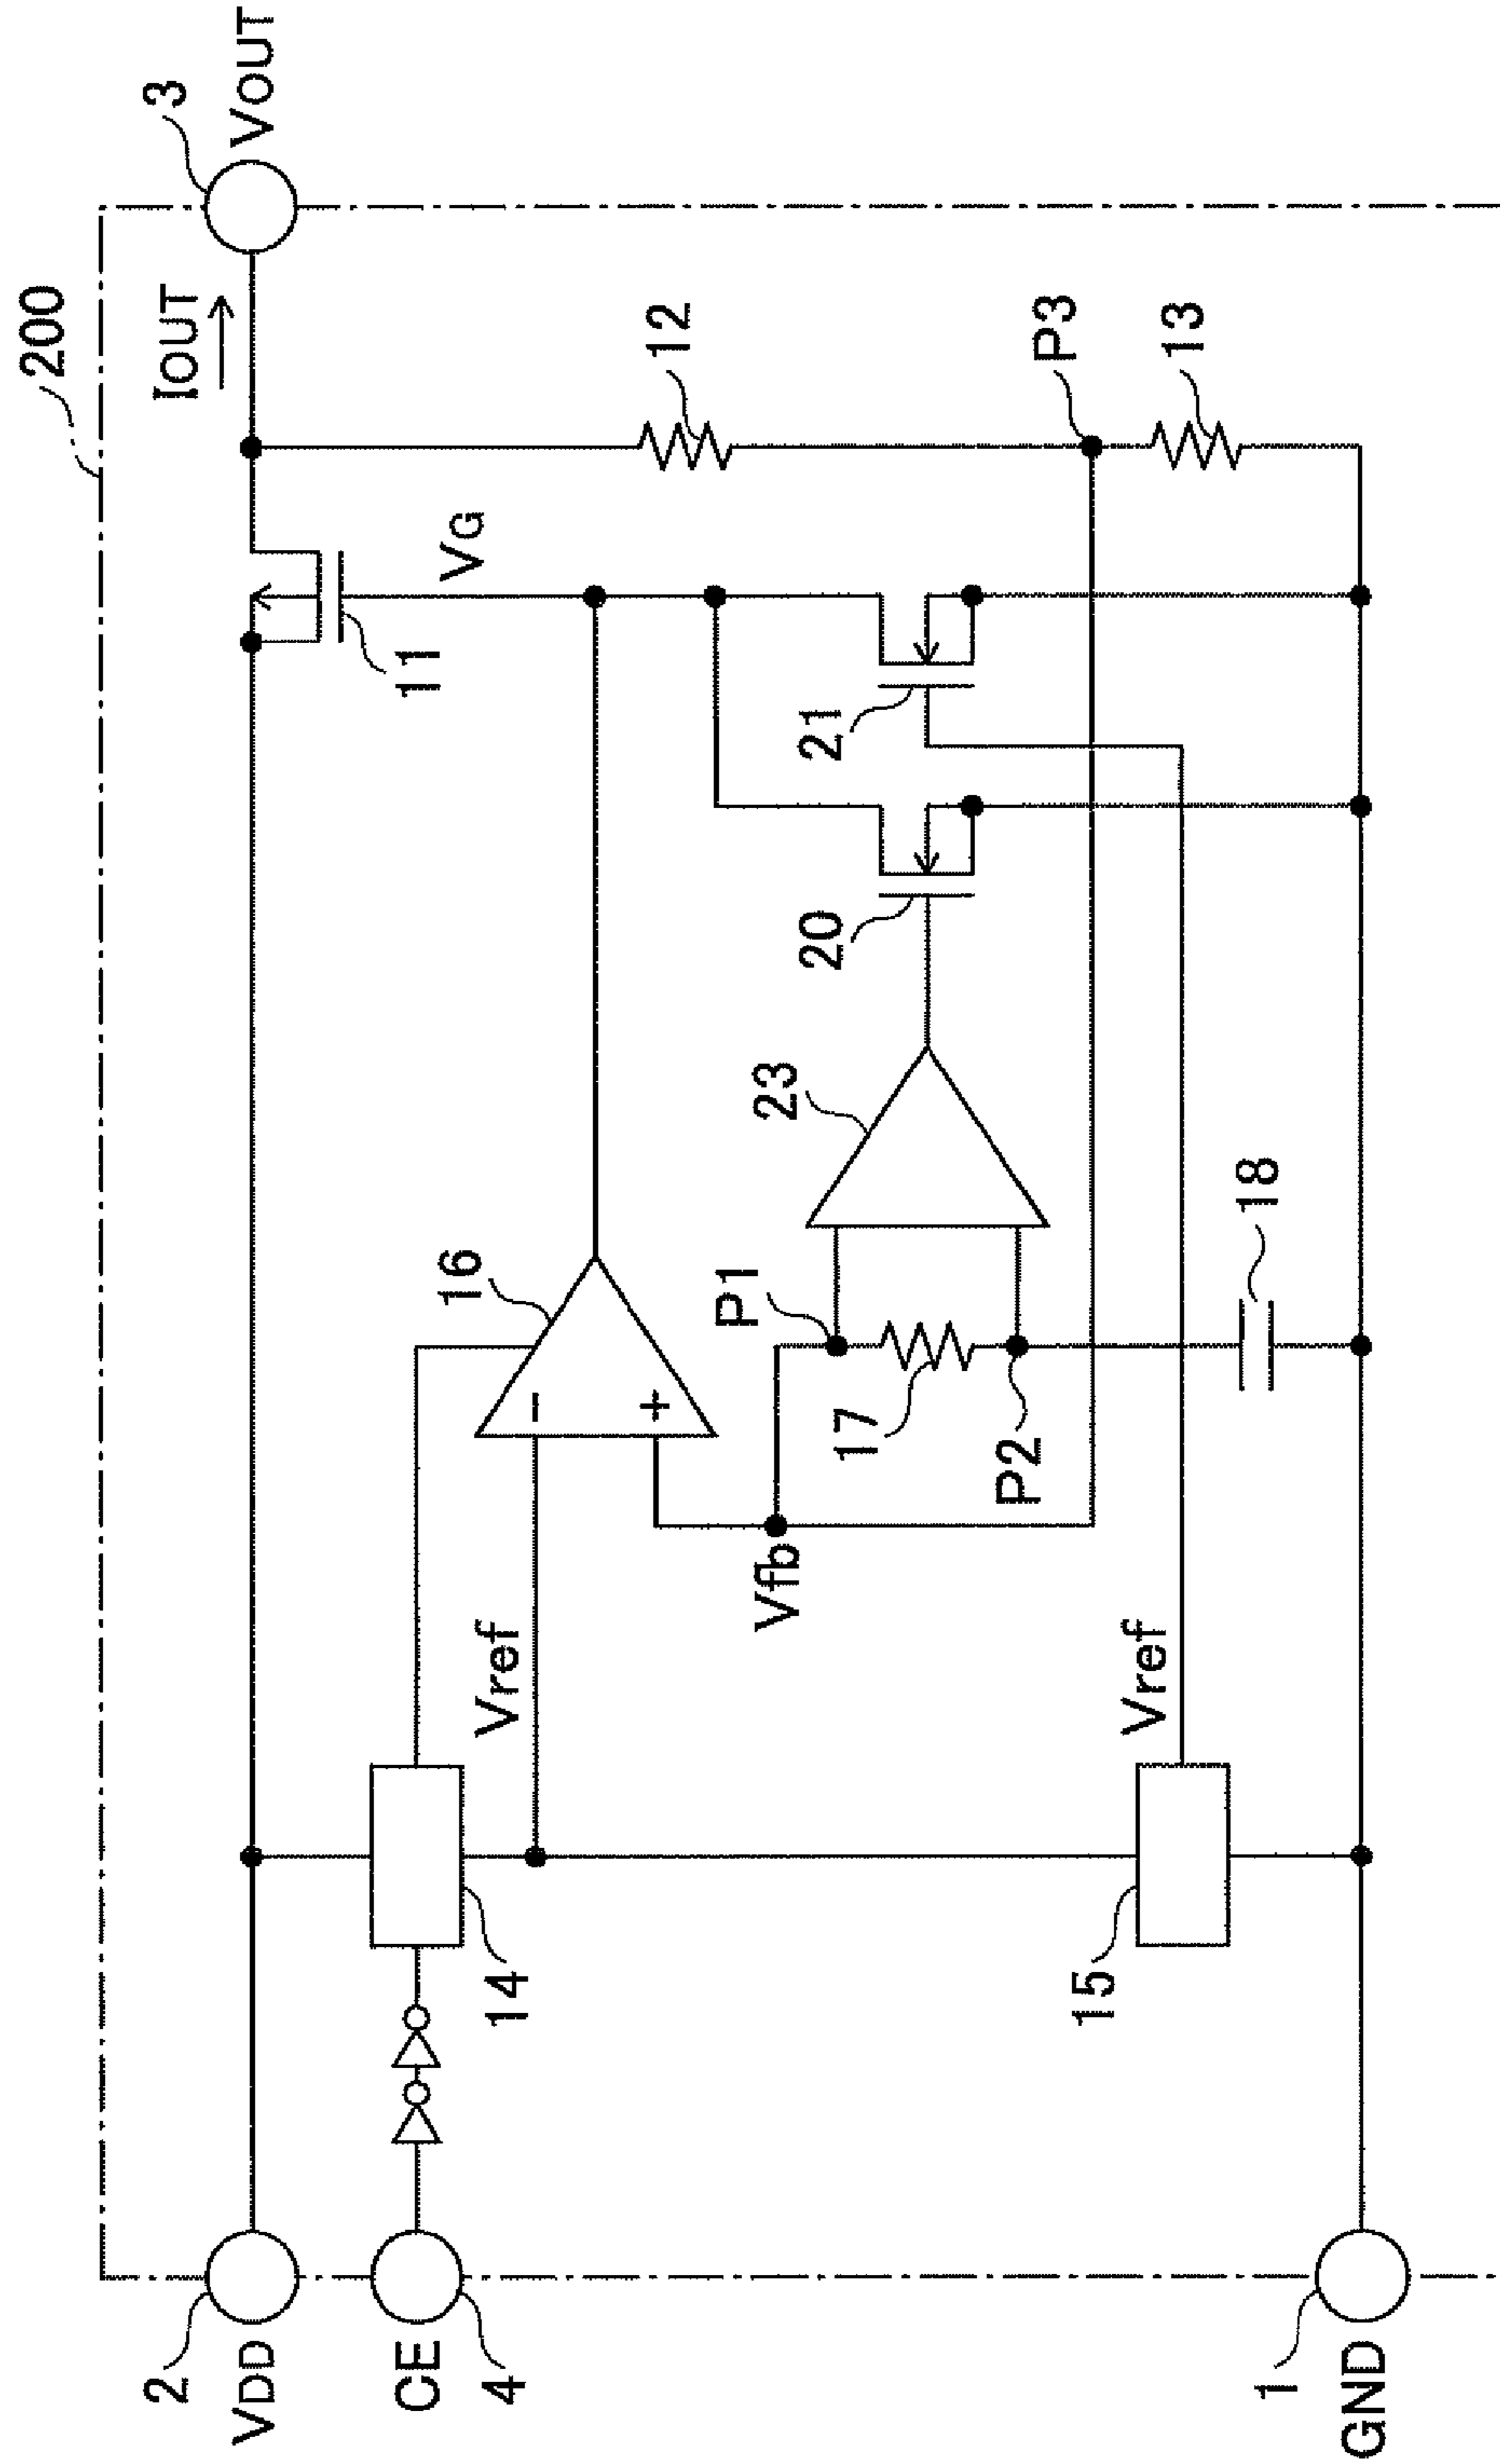 200
3
VOUT
IOUT
12
P3
13
VG
11
21
20
23
18
16
P1
17
P2
Vfb
Vref
Vref
14
15
2
VDD
CE
4
1
GND
-
+